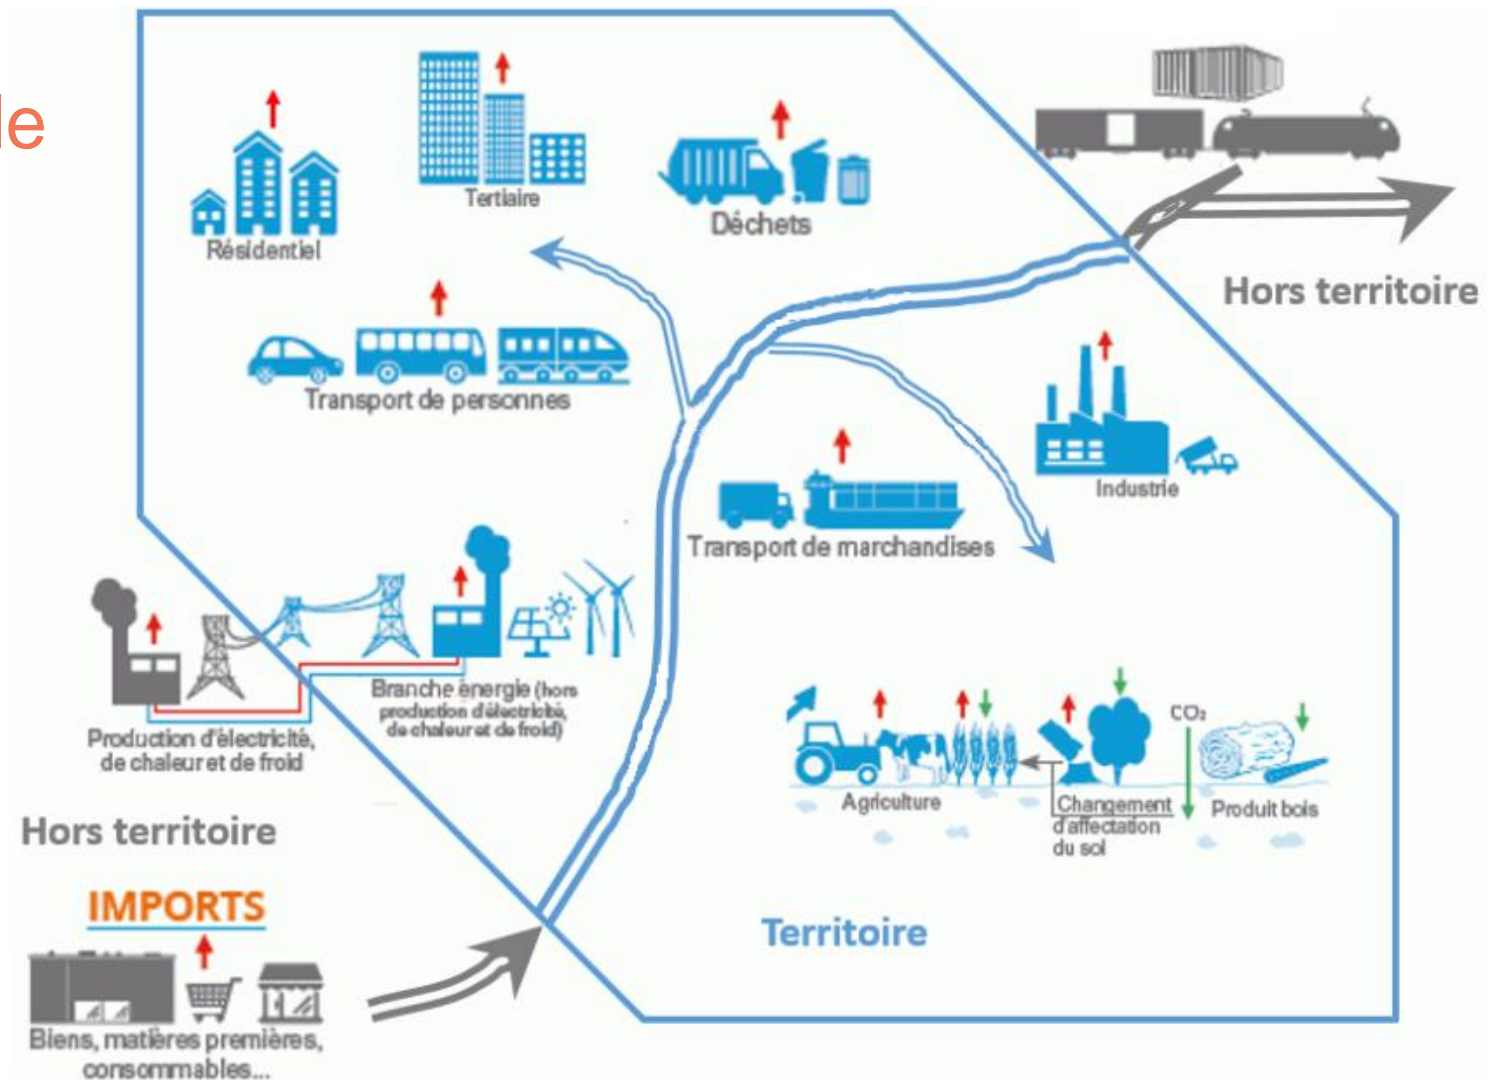 le
Tertiaire
Résidentiel
Déchets
Hors territoire
Transport de personnes
Industrie
Transport de marchandises
Branche énergie (hors
production d'électricité,
de chaleur et de froid)
Production d'électricité,
de chaleur et de froid
CO₂
Agriculture
Changement
d'affectation
du sol
Produit bois
Hors territoire
IMPORTS
Territoire
Biens, matières premières,
consommables...